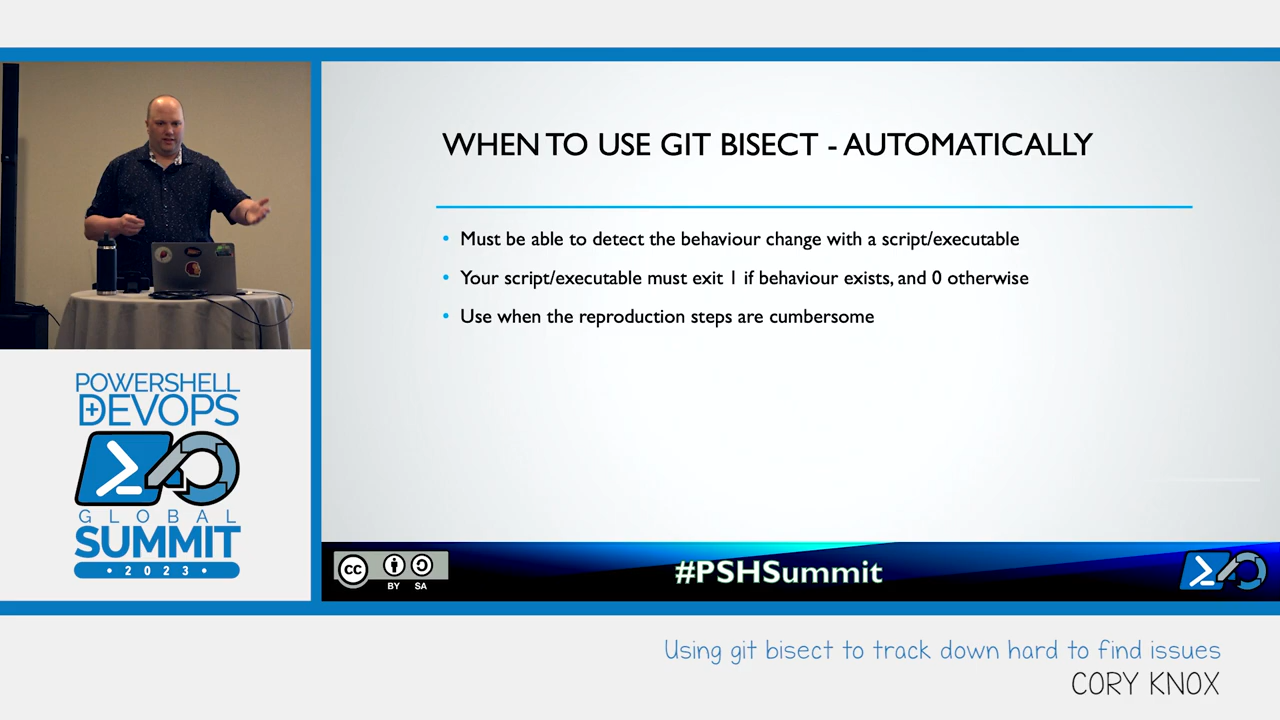 WHEN TO USE GIT BISECT - AUTOMATICALLY
• Must be able to detect the behaviour change with a script/executable
• Your script/executable must exit 1 if behaviour exists, and 0 otherwise
• Use when the reproduction steps are cumbersome
POWERSHELL
+DEVOPS
GLOBAL
SUMMIT
• 2023 •
cc
BY SA
#PSHSummit
Using git bisect to track down hard to find issues
CORY KNOX